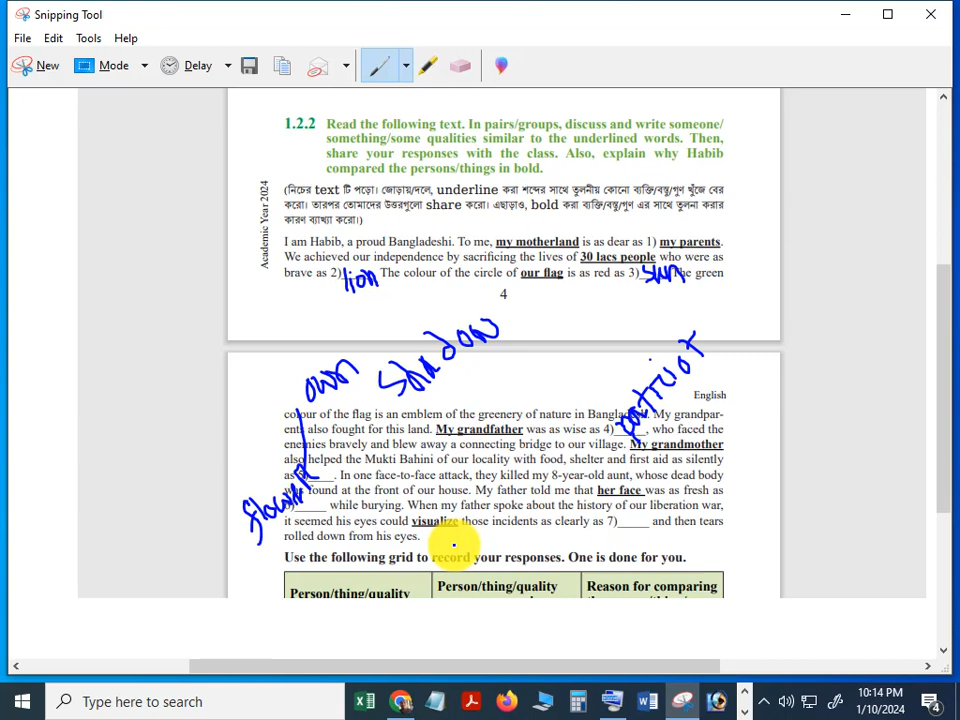 Snipping Tool
File Edit Tools Help
New Mode Delay
1.2.2 Read the following text. In pairs/groups, discuss and write someone/
something/some qualities similar to the underlined words. Then,
share your responses with the class. Also, explain why Habib
compared the persons/things in bold.
(নিচের text টি পড়ো। জোড়ায়/দলে, underline করা শব্দের সাথে তুলনীয় কোনো ব্যক্তি/বস্তু/গুণ খুঁজে বের
করো। তারপর তোমাদের উত্তরগুলো share করো। এছাড়াও, bold করা ব্যক্তি/বস্তু/গুণ এর সাথে তুলনা করার
কারণ ব্যাখ্যা করো।)
Academic Year 2024
I am Habib, a proud Bangladeshi. To me, my motherland is as dear as 1) my parents.
We achieved our independence by sacrificing the lives of 30 lacs people who were as
brave as 2)____ The colour of the circle of our flag is as red as 3)____ The green
lion sun
4
own shadow patriot
English
colour of the flag is an emblem of the greenery of nature in Bangladesh. My grandpar-
ents also fought for this land. My grandfather was as wise as 4)_____, who faced the
enemies bravely and blew away a connecting bridge to our village. My grandmother
also helped the Mukti Bahini of our locality with food, shelter and first aid as silently
as 5)____. In one face-to-face attack, they killed my 8-year-old aunt, whose dead body
was found at the front of our house. My father told me that her face was as fresh as
6)_____ while burying. When my father spoke about the history of our liberation war,
it seemed his eyes could visualize those incidents as clearly as 7)_____ and then tears
rolled down from his eyes.
flower
Use the following grid to record your responses. One is done for you.
Person/thing/quality Person/thing/quality Reason for comparing
Type here to search
10:14 PM
1/10/2024
4